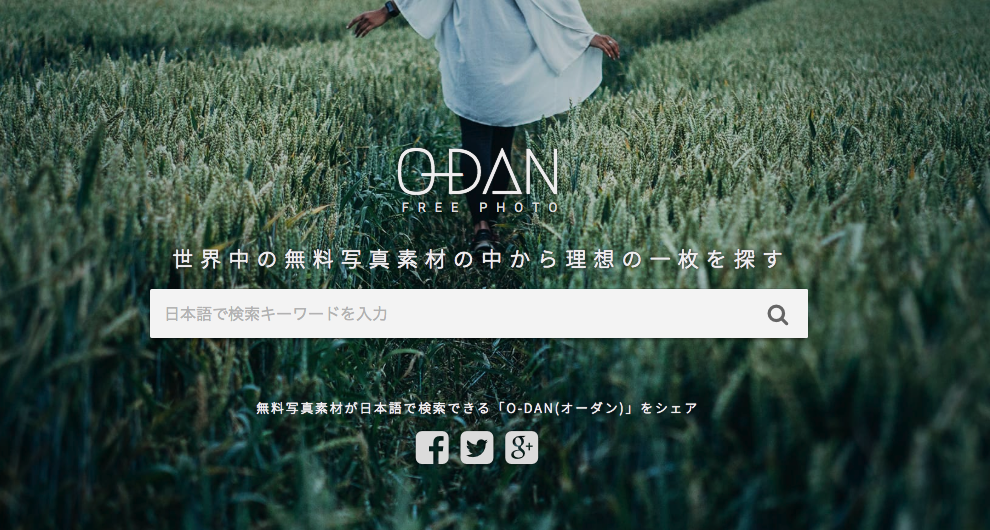 O-DAN
FREE PHOTO
世界中の無料写真素材の中から理想の一枚を探す
日本語で検索キーワードを入力
無料写真素材が日本語で検索できる「O-DAN(オーダン)」をシェア